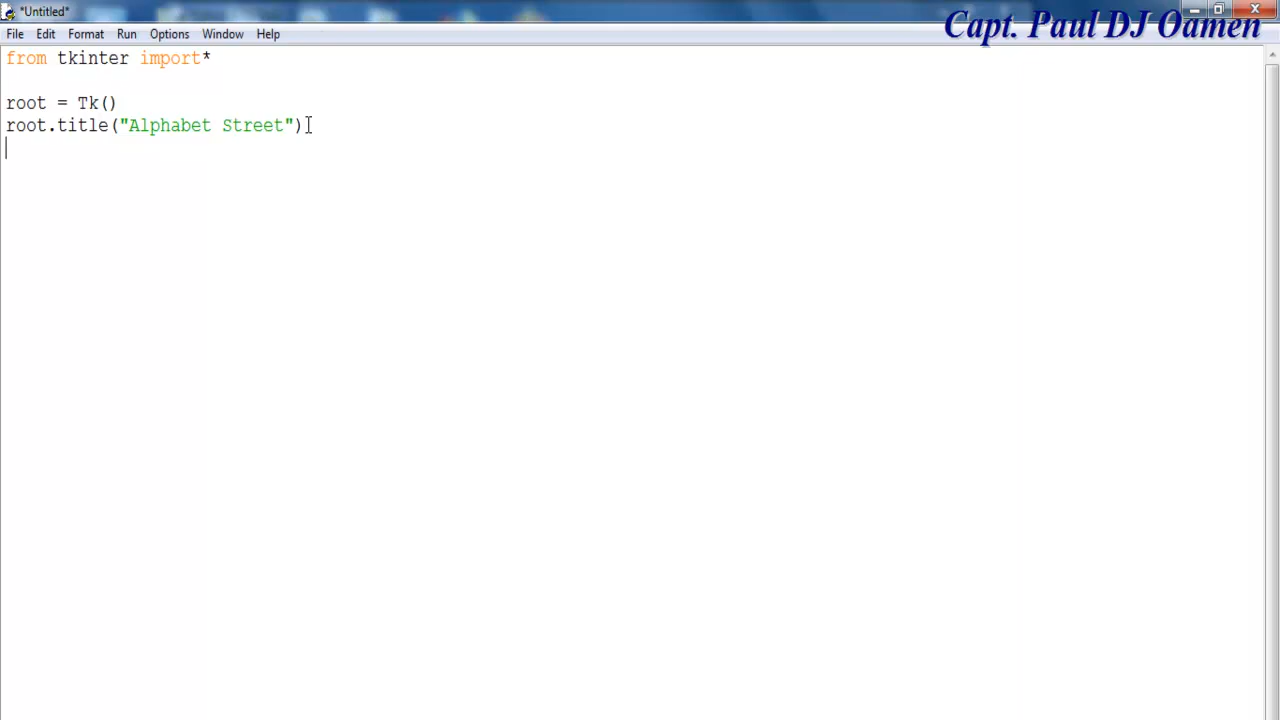 *Untitled*
Capt. Paul DJ Oamen
File Edit Format Run Options Window Help
from tkinter import*
root = Tk()
root.title("Alphabet Street")